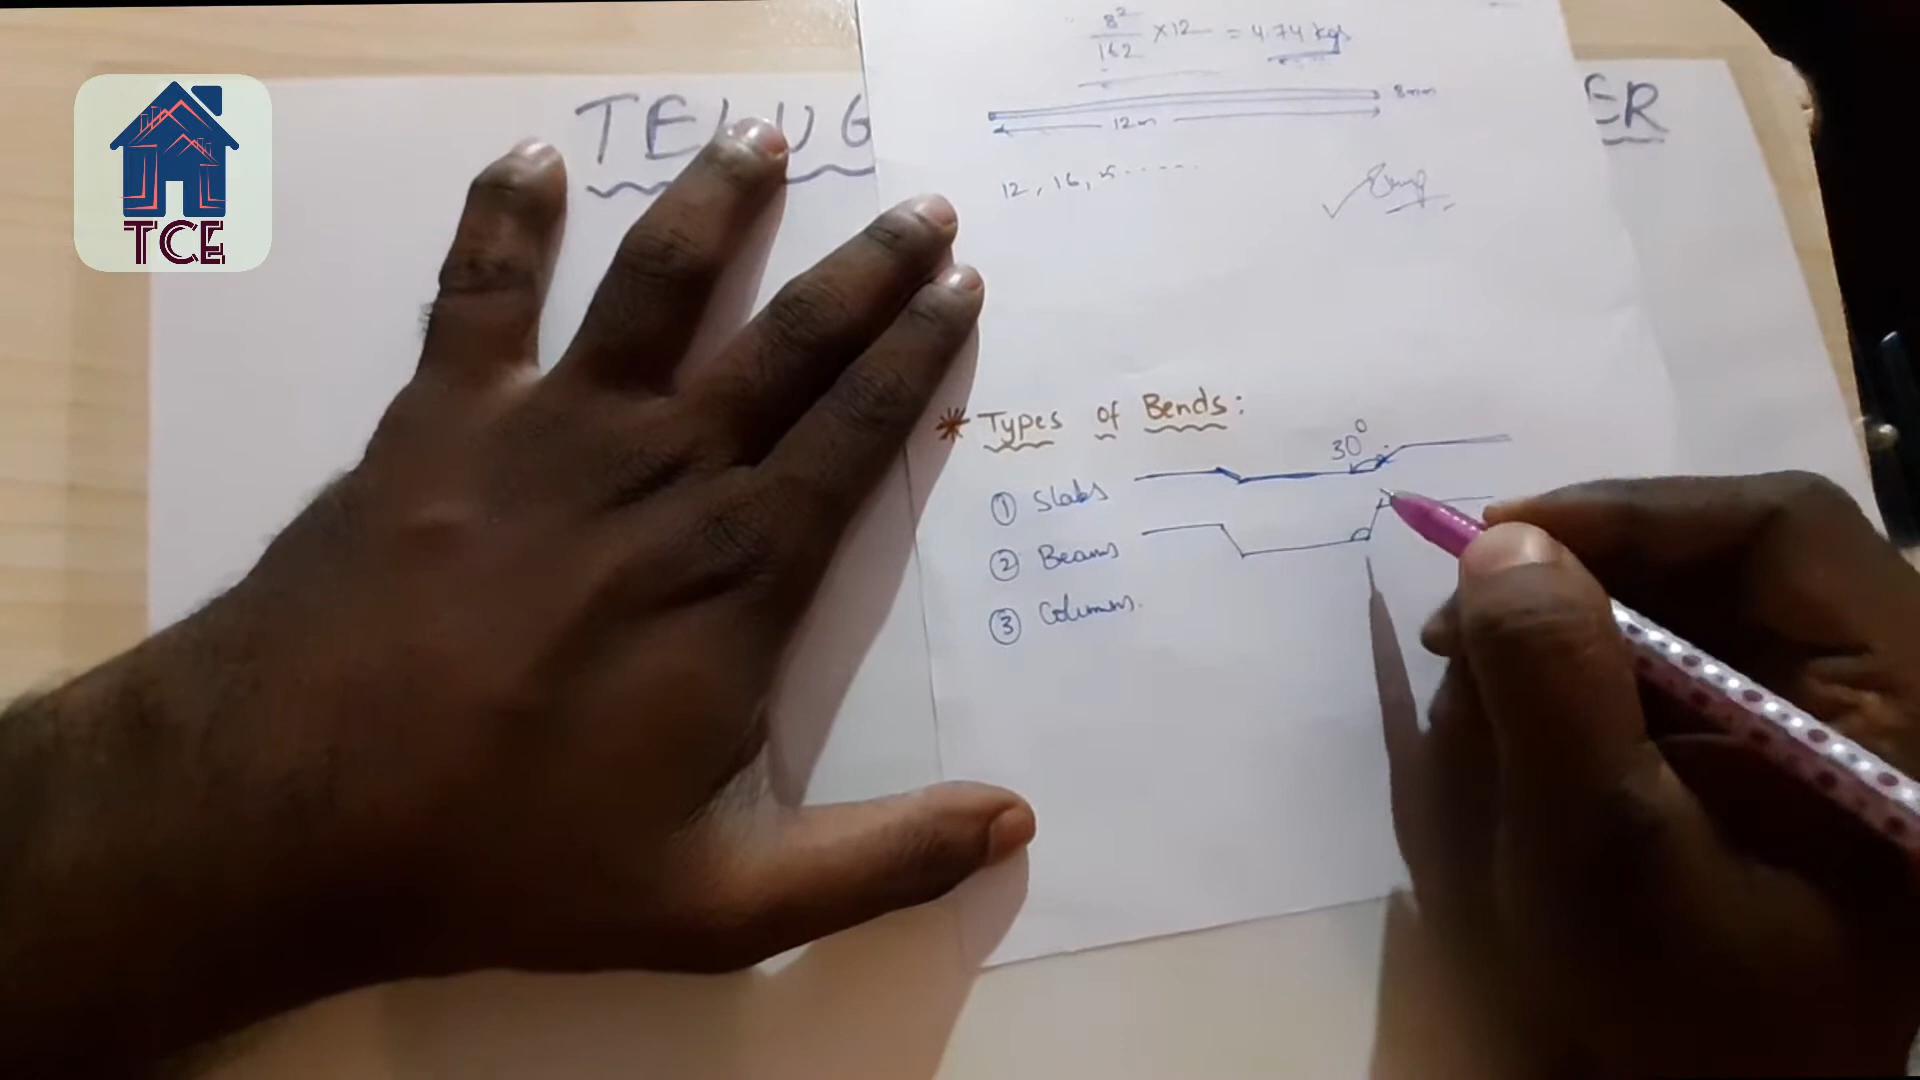 TCE
TELUG
ER
8²/162 ×12 = 4.74 kgs
8mm
12m
12, 16,
* Types of Bends:
30°
① Slabs
② Beams
③ Columns.